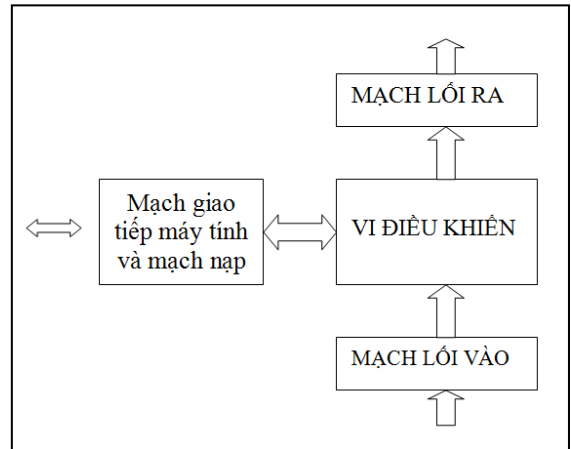 MẠCH LỐI RA
Mạch giao
tiếp máy tính
và mạch nạp
VI ĐIỀU KHIỂN
MẠCH LỐI VÀO